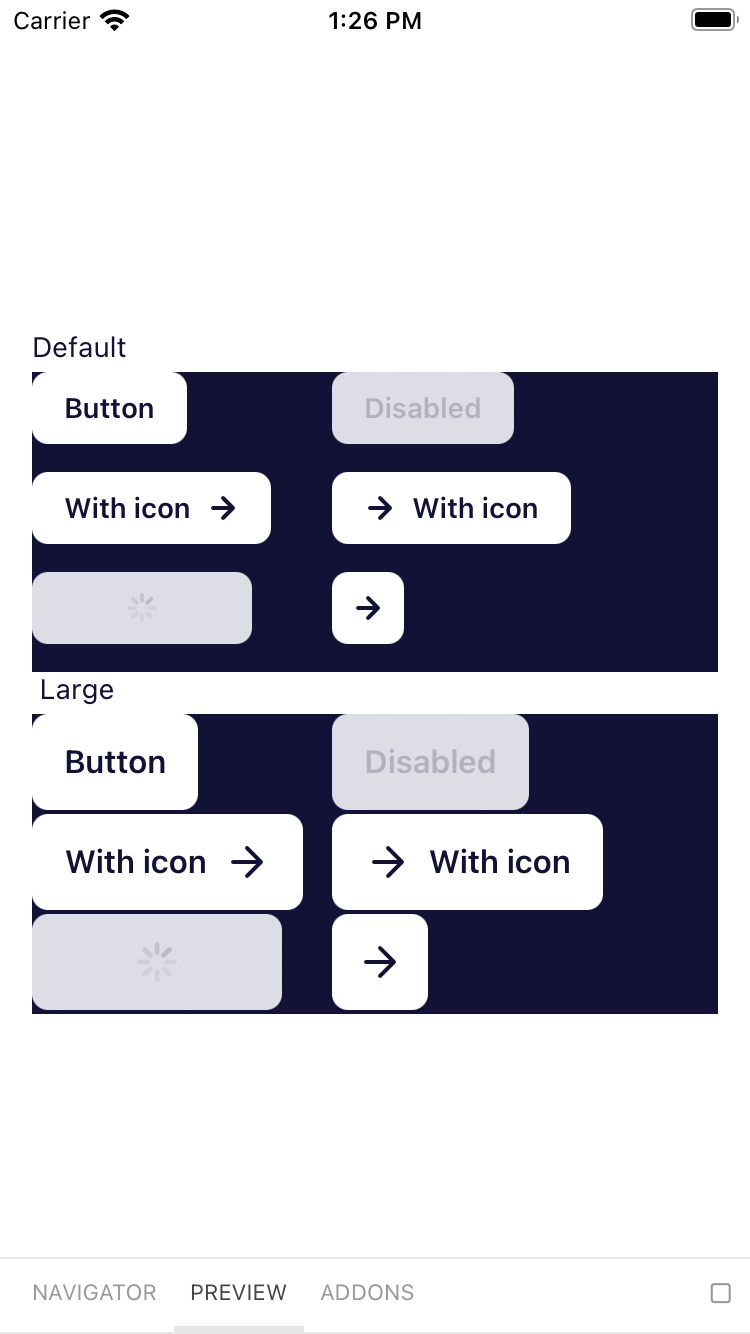 Carrier 1:26 PM
Default
Button Disabled
With icon With icon
Large
Button Disabled
With icon With icon
NAVIGATOR PREVIEW ADDONS